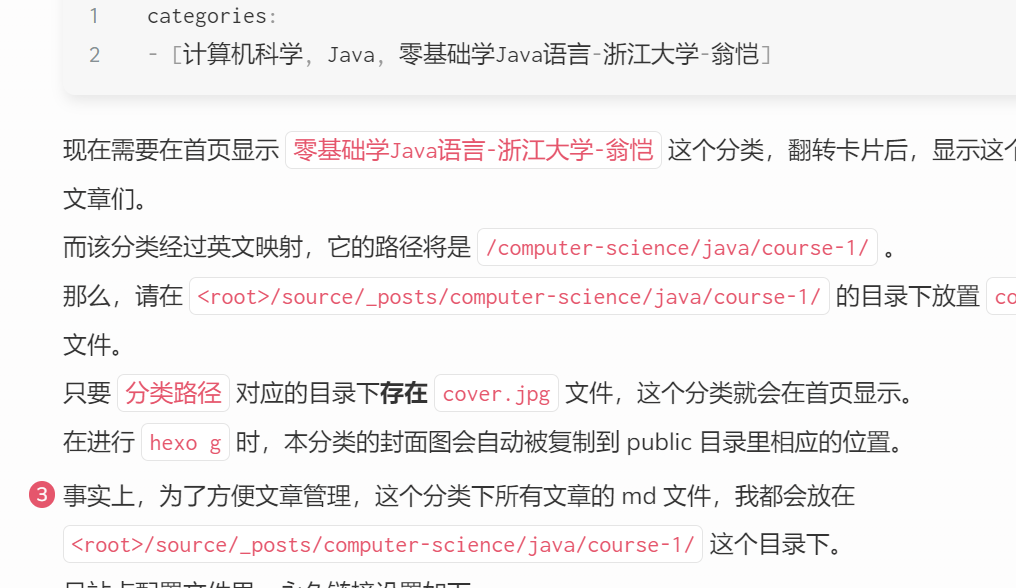 1 categories:
2 - [计算机科学, Java, 零基础学Java语言-浙江大学-翁恺]
现在需要在首页显示 零基础学Java语言-浙江大学-翁恺 这个分类，翻转卡片后，显示这个
文章们。
而该分类经过英文映射，它的路径将是 /computer-science/java/course-1/ 。
那么，请在 <root>/source/_posts/computer-science/java/course-1/ 的目录下放置 co
文件。
只要 分类路径 对应的目录下存在 cover.jpg 文件，这个分类就会在首页显示。
在进行 hexo g 时，本分类的封面图会自动被复制到 public 目录里相应的位置。
3 事实上，为了方便文章管理，这个分类下所有文章的 md 文件，我都会放在
<root>/source/_posts/computer-science/java/course-1/ 这个目录下。